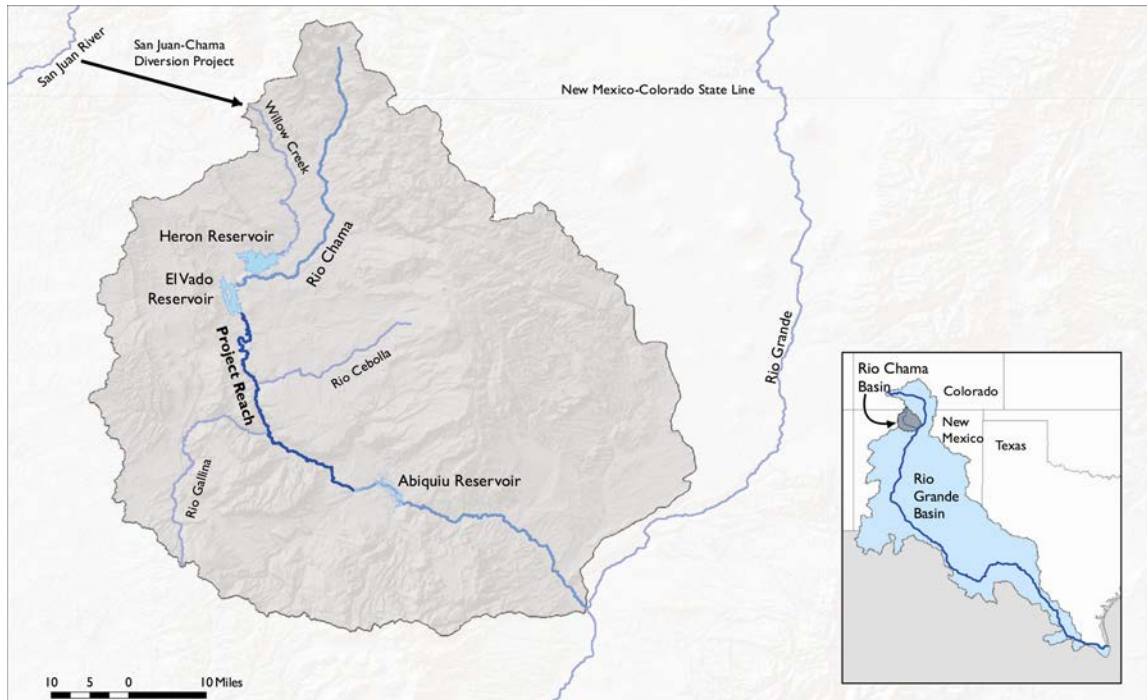 San Juan River
San Juan-Chama
Diversion Project
New Mexico-Colorado State Line
Willow Creek
Heron Reservoir
Rio Chama
El Vado
Reservoir
Project Reach
Rio Cebolla
Rio Grande
Rio Gallina
Abiquiu Reservoir
Rio Chama
Basin
Colorado
New
Mexico
Texas
Rio
Grande
Basin
10 5 0 10 Miles